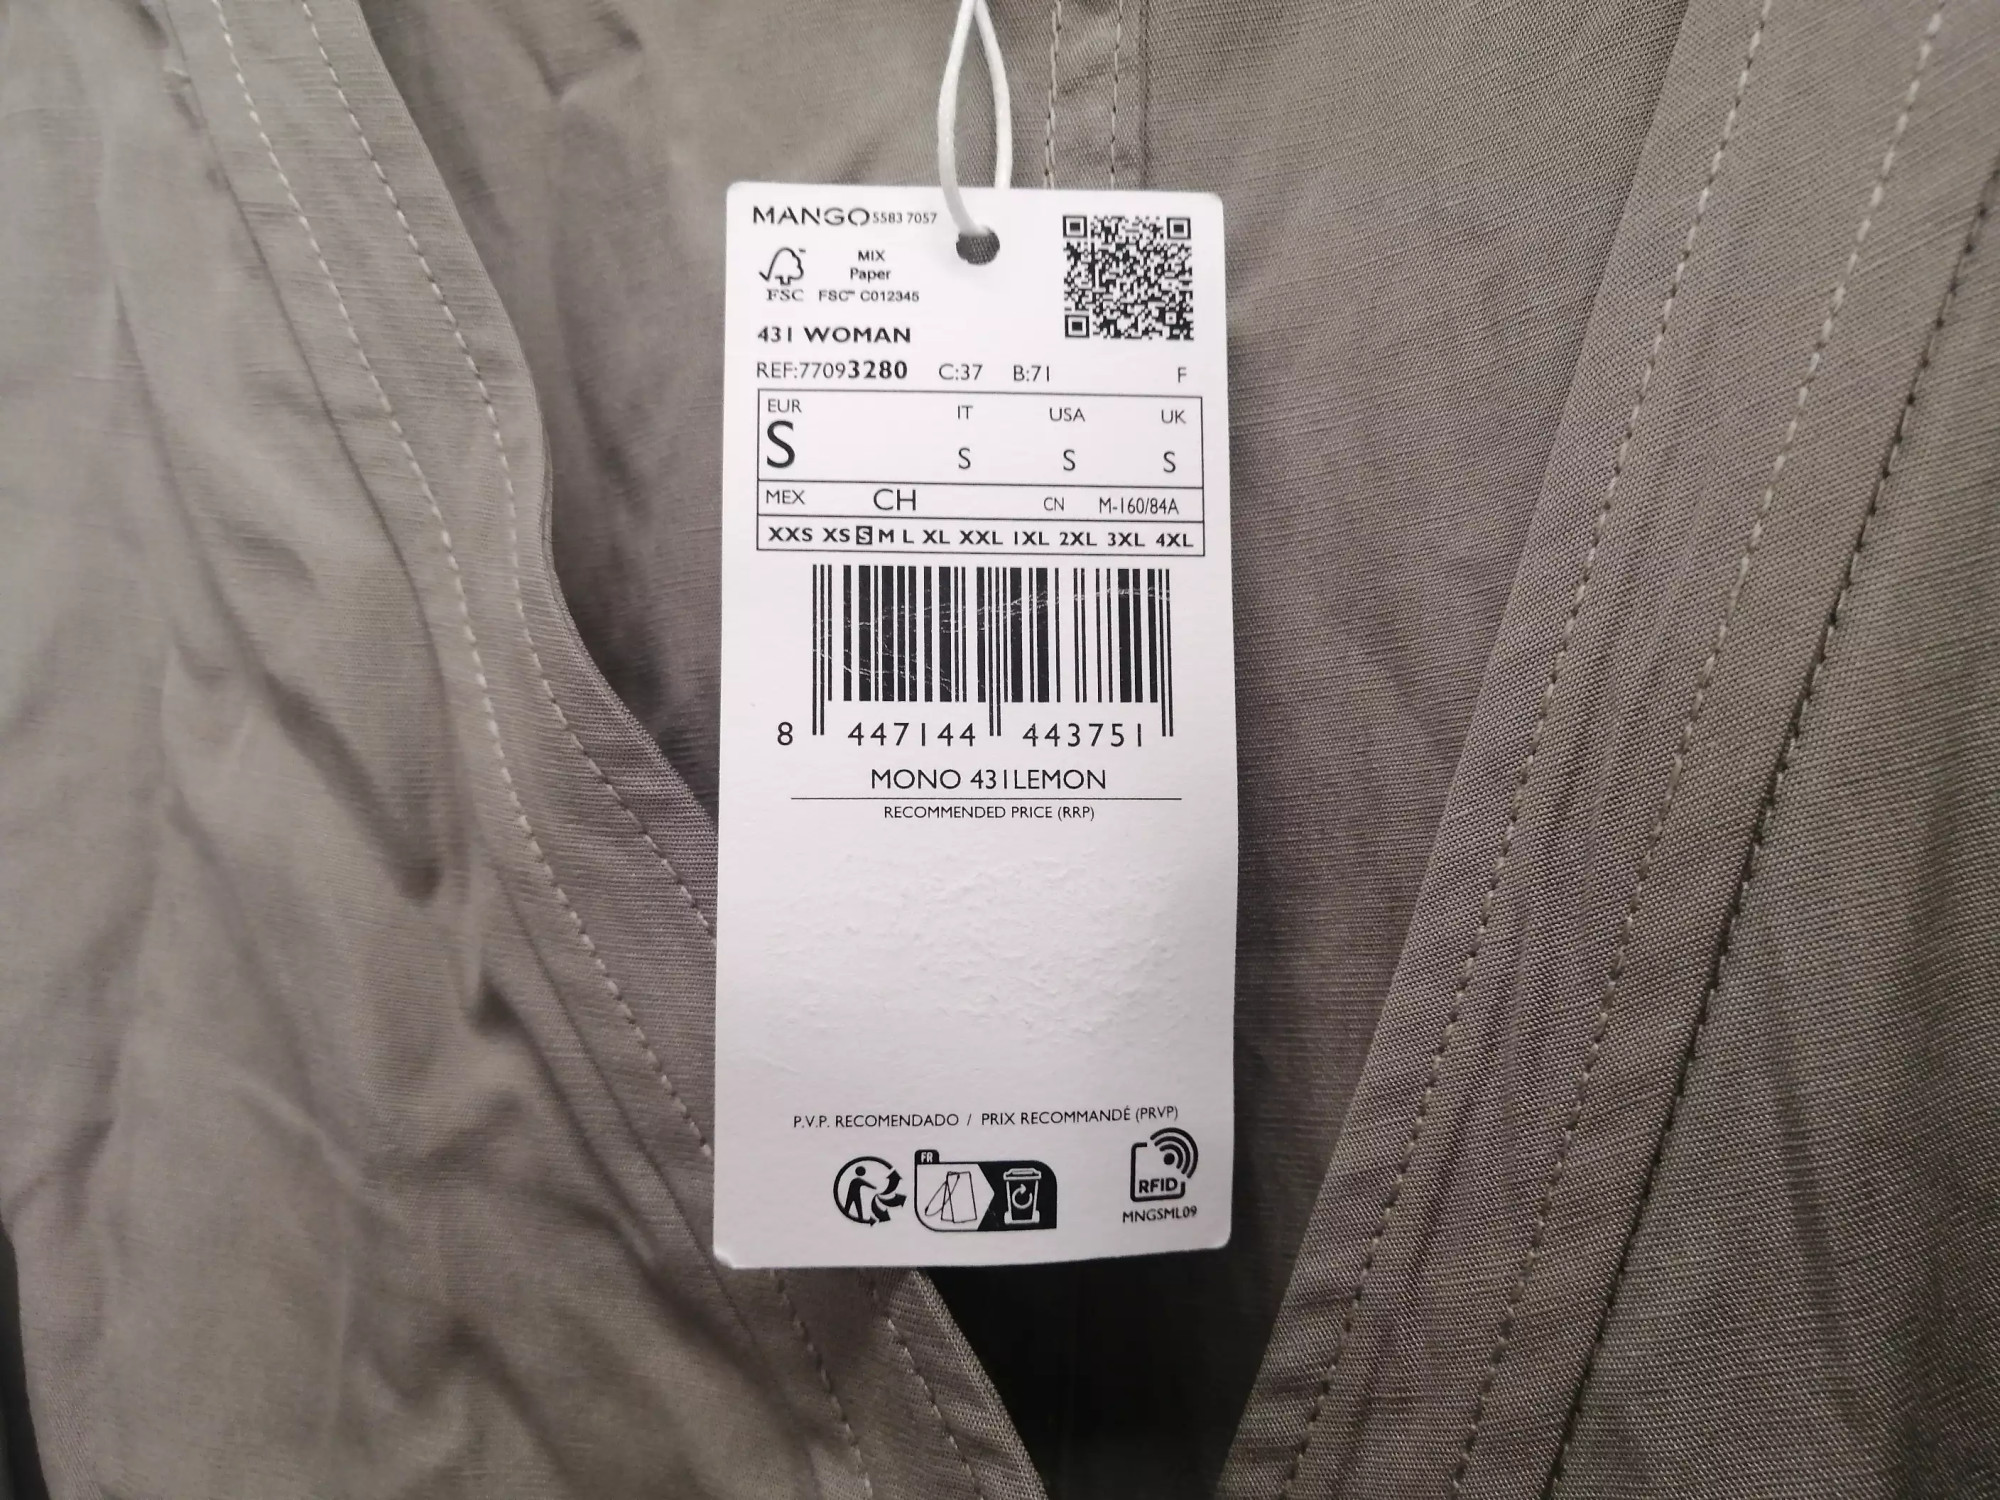 MANGO 5583 7057
MIX
Paper
FSC FSC™ C012345
431 WOMAN
REF:77093280 C:37 B:71 F
EUR IT USA UK
S S S S
MEX CH CN M-160/84A
XXS XS S M L XL XXL 1XL 2XL 3XL 4XL
8 447144 443751
MONO 431LEMON
RECOMMENDED PRICE (RRP)
P.V.P. RECOMENDADO / PRIX RECOMMANDÉ (PRVP)
FR
RFID
MNGSML09